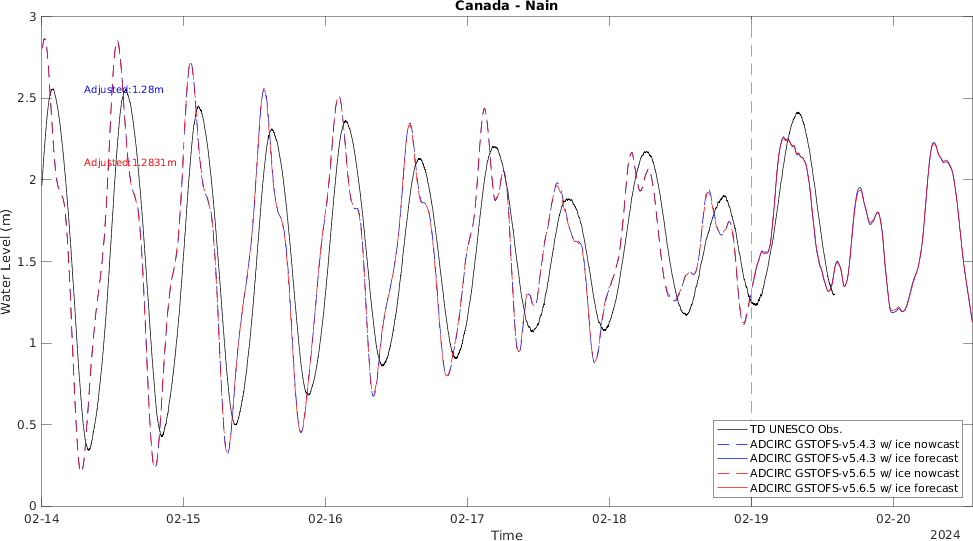 Canada - Nain
3
2.5
2
1.5
1
0.5
0
Water Level (m)
Adjusted:1.28m
Adjusted:1.2831m
TD UNESCO Obs.
ADCIRC GSTOFS-v5.4.3 w/ ice nowcast
ADCIRC GSTOFS-v5.4.3 w/ ice forecast
ADCIRC GSTOFS-v5.6.5 w/ ice nowcast
ADCIRC GSTOFS-v5.6.5 w/ ice forecast
02-14 02-15 02-16 02-17 02-18 02-19 02-20
Time
2024